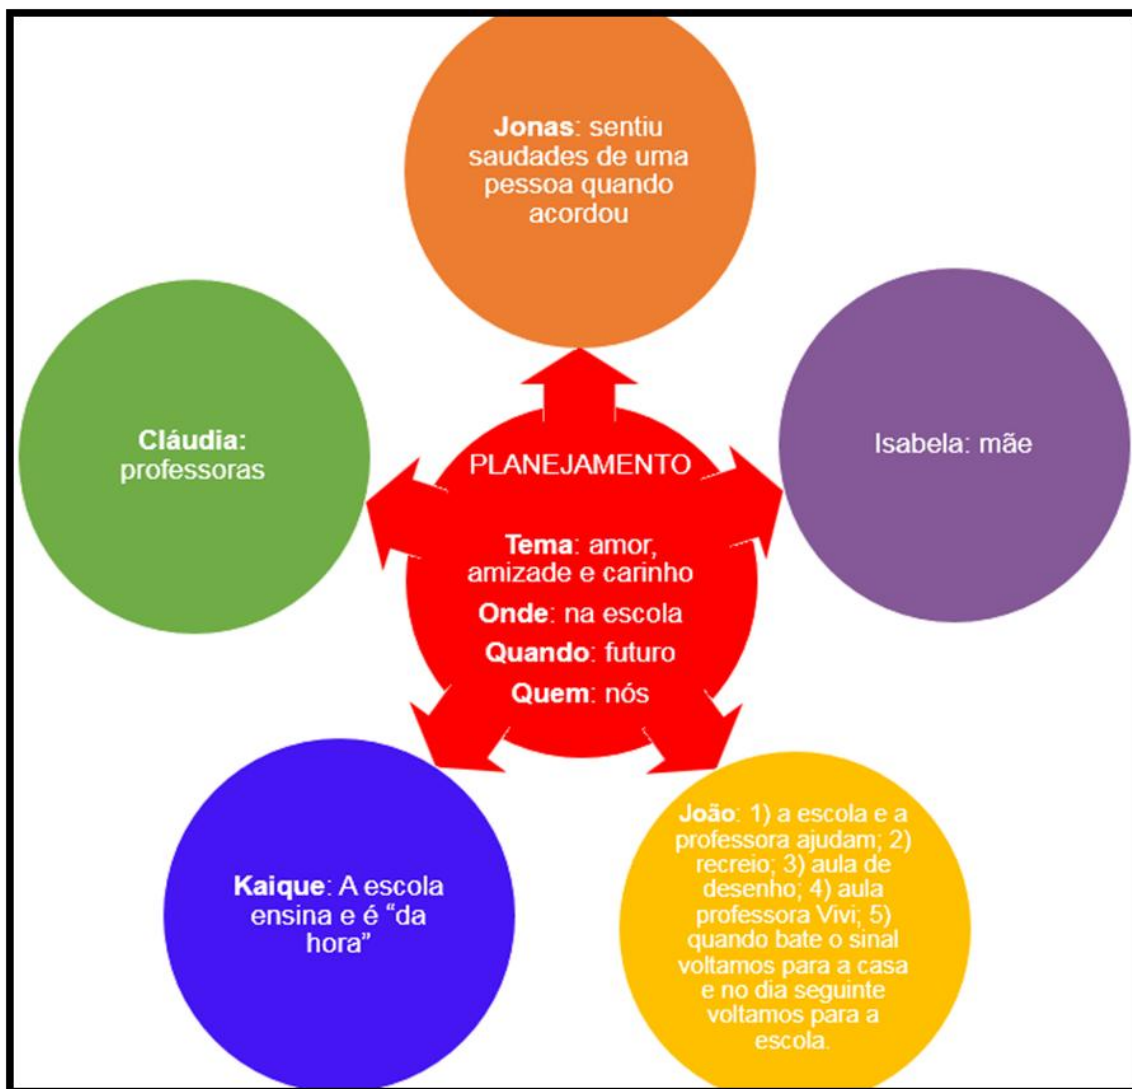 Jonas: sentiu
saudades de uma
pessoa quando
acordou
Cláudia:
professoras
Isabela: mãe
PLANEJAMENTO
Tema: amor,
amizade e carinho
Onde: na escola
Quando: futuro
Quem: nós
Kaique: A escola
ensina e é “da
hora”
João: 1) a escola e a
professora ajudam; 2)
recreio; 3) aula de
desenho; 4) aula
professora Vivi; 5)
quando bate o sinal
voltamos para a casa
e no dia seguinte
voltamos para a
escola.